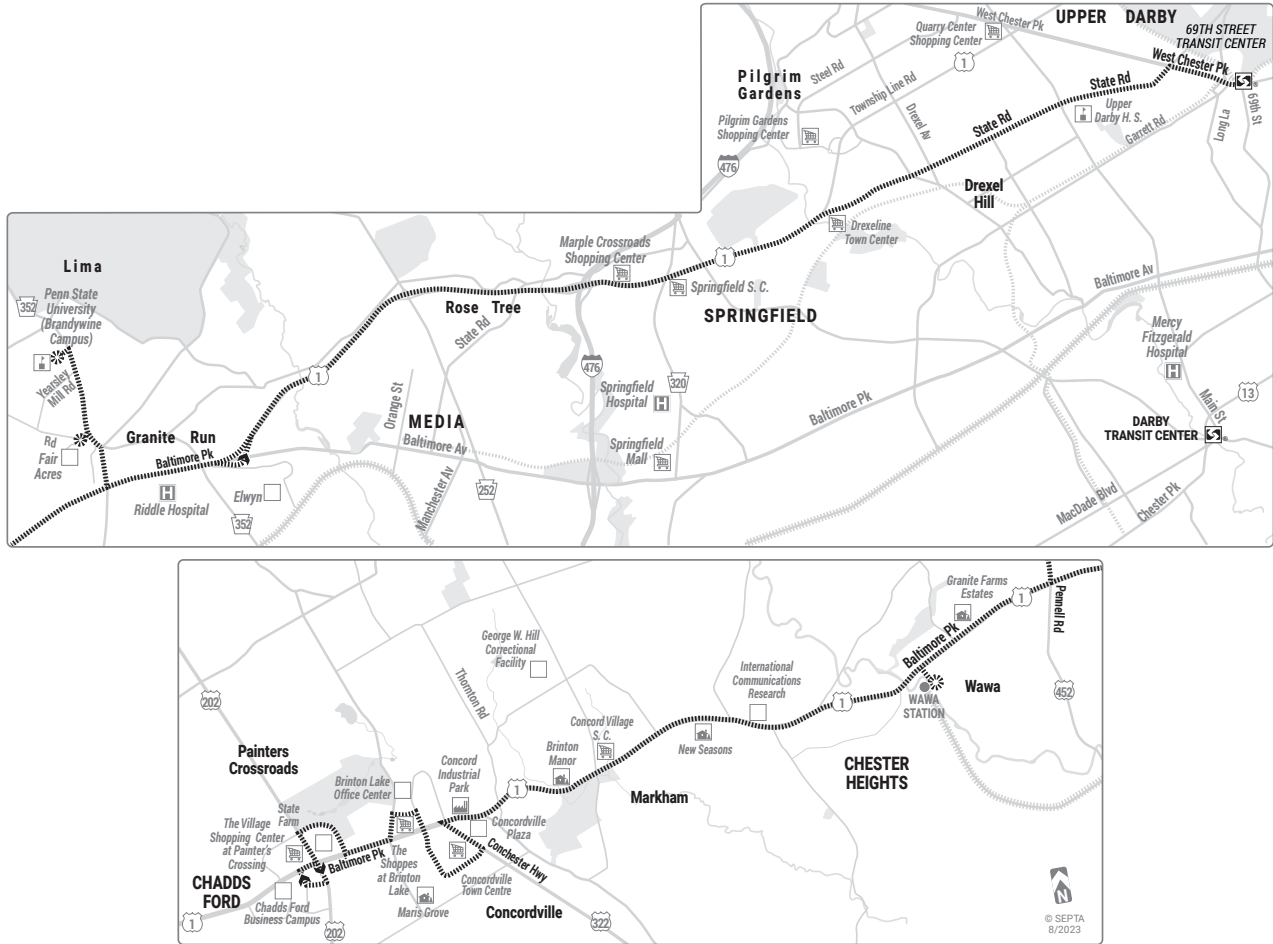 UPPER DARBY
69TH STREET
TRANSIT CENTER
West Chester Pk
Quarry Center
Shopping Center
West Chester Pk
1
Steel Rd
Pilgrim
Gardens
Township Line Rd
State Rd
Upper
Darby H. S.
Drexel Av
Garrett Rd
Long La
69th St
Pilgrim Gardens
Shopping Center
State Rd
476
Drexel
Hill
Drexeline
Town Center
Marple Crossroads
Shopping Center
1
Springfield S. C.
SPRINGFIELD
Baltimore Av
Lima
Penn State
University
(Brandywine
Campus)
352
Yearsley
Mill Rd
Rose Tree
State Rd
1
476
Springfield
Hospital
H
320
Mercy
Fitzgerald
Hospital
H
13
Main St
Orange St
MEDIA
Baltimore Av
Baltimore Pk
DARBY
TRANSIT CENTER
Rd
Fair
Acres
Granite Run
Baltimore Pk
H
Riddle Hospital
Elwyn
352
Manchester Av
252
Springfield
Mall
MacDade Blvd
Chester Pk
Granite Farms
Estates
1
Pennell Rd
Baltimore Pk
Wawa
WAWA
STATION
452
George W. Hill
Correctional
Facility
Thornton Rd
International
Communications
Research
1
202
Concord Village
S. C.
New Seasons
CHESTER
HEIGHTS
Painters
Crossroads
Brinton
Manor
Concord
Industrial
Park
1
Markham
Brinton Lake
Office Center
State
Farm
The Village
Shopping Center
at Painter's
Crossing
Concordville
Plaza
Baltimore Pk
The
Shoppes
at Brinton
Lake
Conchester Hwy
Concordville
Town Centre
CHADDS
FORD
Chadds Ford
Business Campus
Maris Grove
Concordville
1
202
322
N
© SEPTA
8/2023